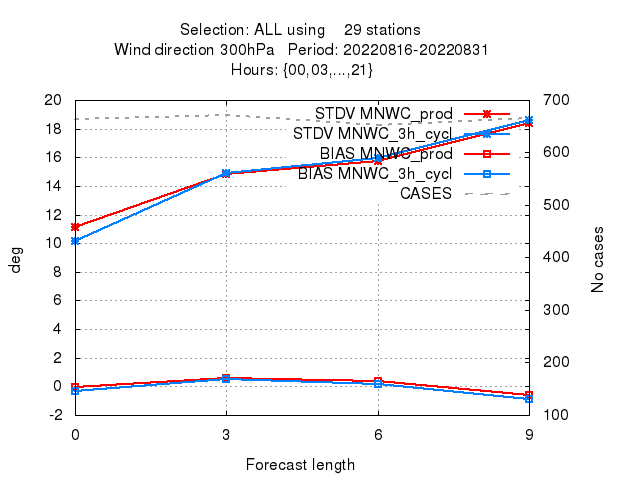 Selection: ALL using 29 stations
Wind direction 300hPa Period: 20220816-20220831
Hours: {00,03,...,21}
STDV MNWC_prod
STDV MNWC_3h_cycl
BIAS MNWC_prod
BIAS MNWC_3h_cycl
CASES
20
18
16
14
12
10
8
6
4
2
0
-2
deg
700
600
500
400
300
200
100
No cases
0 3 6 9
Forecast length